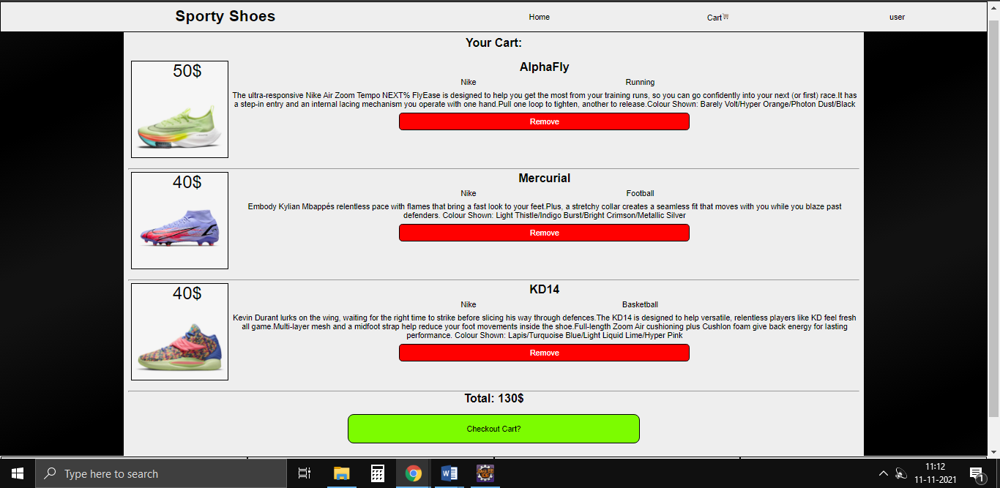 Sporty Shoes
Home
Cart
user
Your Cart:
50$
AlphaFly
Nike
Running
The ultra-responsive Nike Air Zoom Tempo NEXT% FlyEase is designed to help you get the most from your training runs, so you can go confidently into your next (or first) race.It has
a step-in entry and an internal lacing mechanism you operate with one hand.Pull one loop to tighten, another to release.Colour Shown: Barely Volt/Hyper Orange/Photon Dust/Black
Remove
40$
Mercurial
Nike
Football
Embody Kylian Mbappés relentless pace with flames that bring a fast look to your feet.Plus, a stretchy collar creates a seamless fit that moves with you while you blaze past
defenders. Colour Shown: Light Thistle/Indigo Burst/Bright Crimson/Metallic Silver
Remove
40$
KD14
Nike
Basketball
Kevin Durant lurks on the wing, waiting for the right time to strike before slicing his way through defences.The KD14 is designed to help versatile, relentless players like KD feel fresh
all game.Multi-layer mesh and a midfoot strap help reduce your foot movements inside the shoe.Full-length Zoom Air cushioning plus Cushlon foam give back energy for lasting
performance. Colour Shown: Lapis/Turquoise Blue/Light Liquid Lime/Hyper Pink
Remove
Total: 130$
Checkout Cart?
Type here to search
11:12
11-11-2021
1